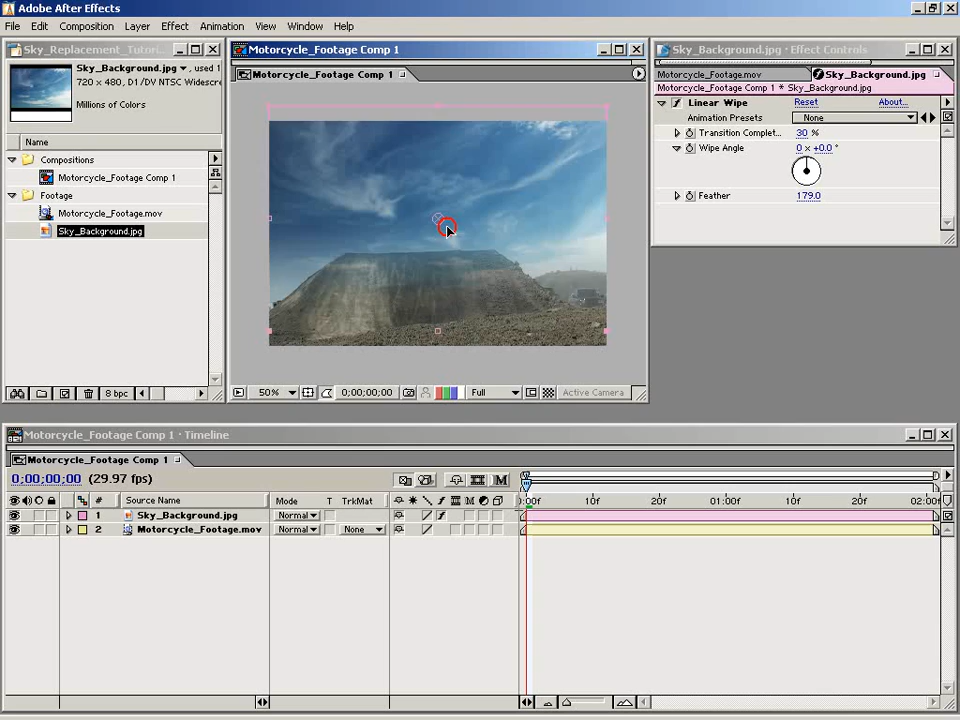 Adobe After Effects
File Edit Composition Layer Effect Animation View Window Help
Sky_Replacement_Tutori...
Sky_Background.jpg , used 1
720 x 480, D1/DV NTSC Widescre
Millions of Colors
Name
Compositions
Motorcycle_Footage Comp 1
Footage
Motorcycle_Footage.mov
Sky_Background.jpg
8 bpc
Motorcycle_Footage Comp 1
Motorcycle_Footage Comp 1
50% 0;00;00;00 Full Active Camera
Sky_Background.jpg · Effect Controls
Motorcycle_Footage.mov Sky_Background.jpg
Motorcycle_Footage Comp 1 * Sky_Background.jpg
Linear Wipe Reset About...
Animation Presets None
Transition Complet... 30 %
Wipe Angle 0 x +0.0 °
Feather 179.0
Motorcycle_Footage Comp 1 · Timeline
Motorcycle_Footage Comp 1
0;00;00;00 (29.97 fps)
# Source Name Mode T TrkMat :00f 10f 20f 01:00f 10f 20f 02:00f
1 Sky_Background.jpg Normal
2 Motorcycle_Footage.mov Normal None